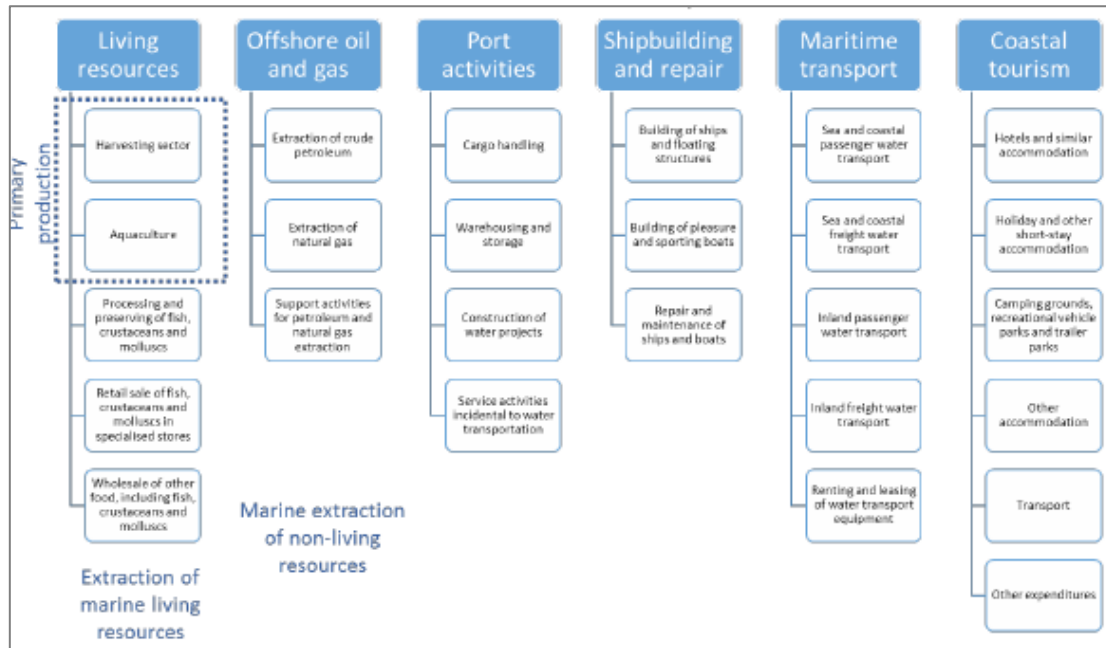 Living
resources
Offshore oil
and gas
Port
activities
Shipbuilding
and repair
Maritime
transport
Coastal
tourism
Primary
production
Harvesting sector
Aquaculture
Processing and
preserving of fish,
crustaceans and
molluscs
Retail sale of fish,
crustaceans and
molluscs in
specialised stores
Wholesale of other
food, including fish,
crustaceans and
molluscs
Extraction of
marine living
resources
Extraction of crude
petroleum
Extraction of
natural gas
Support activities
for petroleum and
natural gas
extraction
Marine extraction
of non-living
resources
Cargo handling
Warehousing and
storage
Construction of
water projects
Service activities
incidental to water
transportation
Building of ships
and floating
structures
Building of pleasure
and sporting boats
Repair and
maintenance of
ships and boats
Sea and coastal
passenger water
transport
Sea and coastal
freight water
transport
Inland passenger
water transport
Inland freight water
transport
Renting and leasing
of water transport
equipment
Hotels and similar
accommodation
Holiday and other
short-stay
accommodation
Camping grounds,
recreational vehicle
parks and trailer
parks
Other
accommodation
Transport
Other expenditures